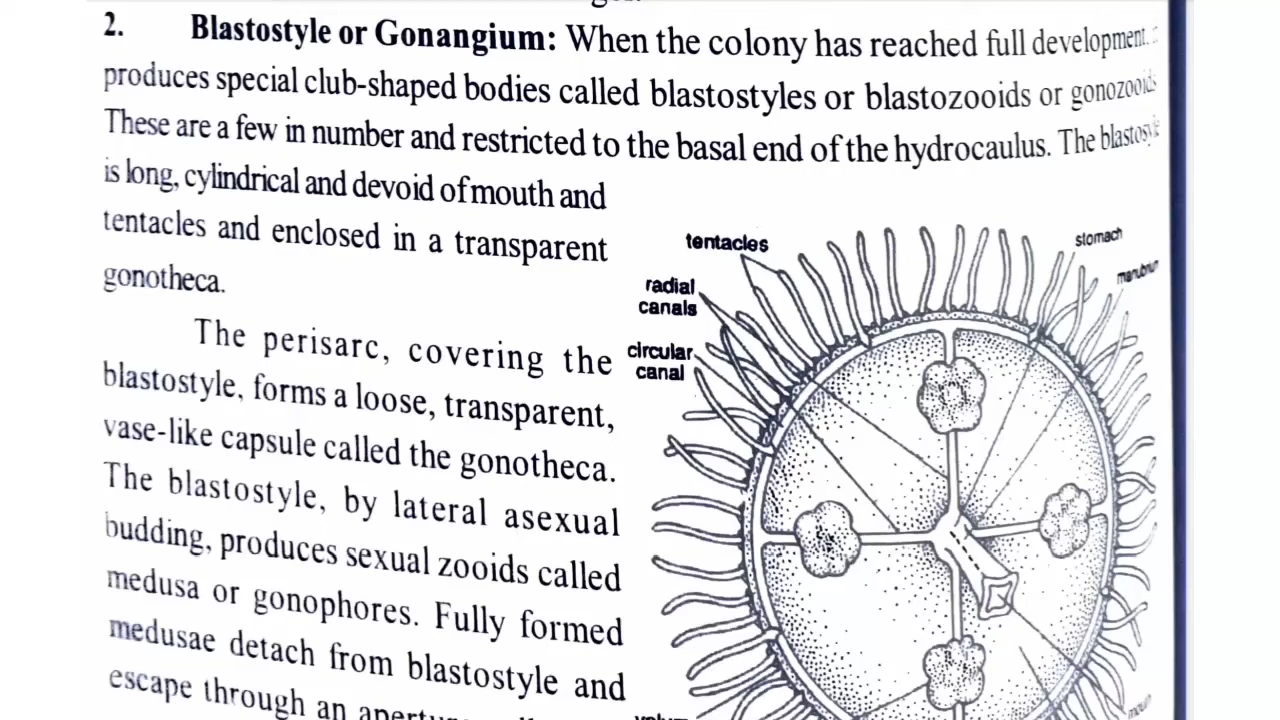 2. Blastostyle or Gonangium: When the colony has reached full development.
produces special club-shaped bodies called blastostyles or blastozooids or gonozooids
These are a few in number and restricted to the basal end of the hydrocaulus. The
is long, cylindrical and devoid of mouth and
tentacles and enclosed in a transparent
gonotheca.
The perisarc, covering the
blastostyle, forms a loose, transparent,
vase-like capsule called the gonotheca.
The blastostyle, by lateral asexual
budding, produces sexual zooids called
medusa or gonophores. Fully formed
medusae detach from blastostyle and
escape through an
tentacles
radial
canals
circular
canal
stomach